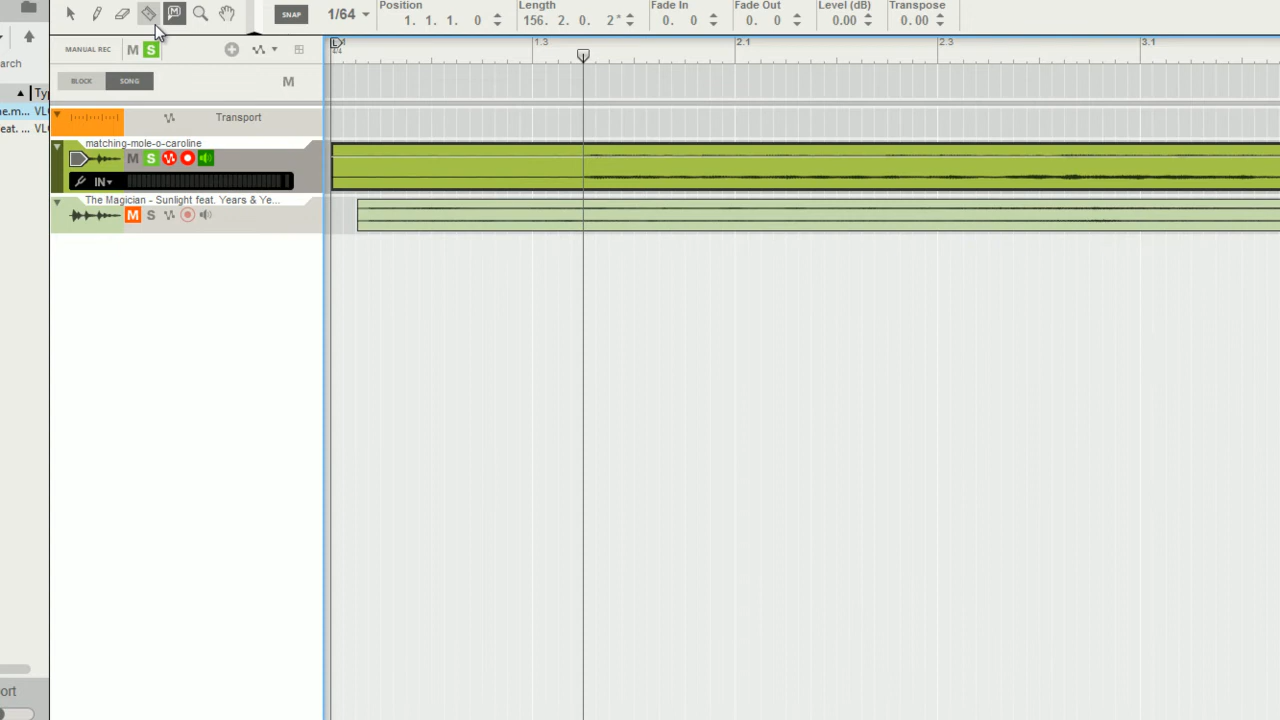 Position Length Fade In Fade Out Level (dB) Transpose
SNAP 1/64 1. 1. 1. 0 156. 2. 0. 2* 0. 0 0. 0 0.00 0. 00
MANUAL REC M S
L 1.3 2.1 2.3 3.1
arch
BLOCK SONG M
ne.m... VL
Transport
eat. ... VL
matching-mole-o-caroline
M S
IN
The Magician - Sunlight feat. Years & Ye...
M S
ort